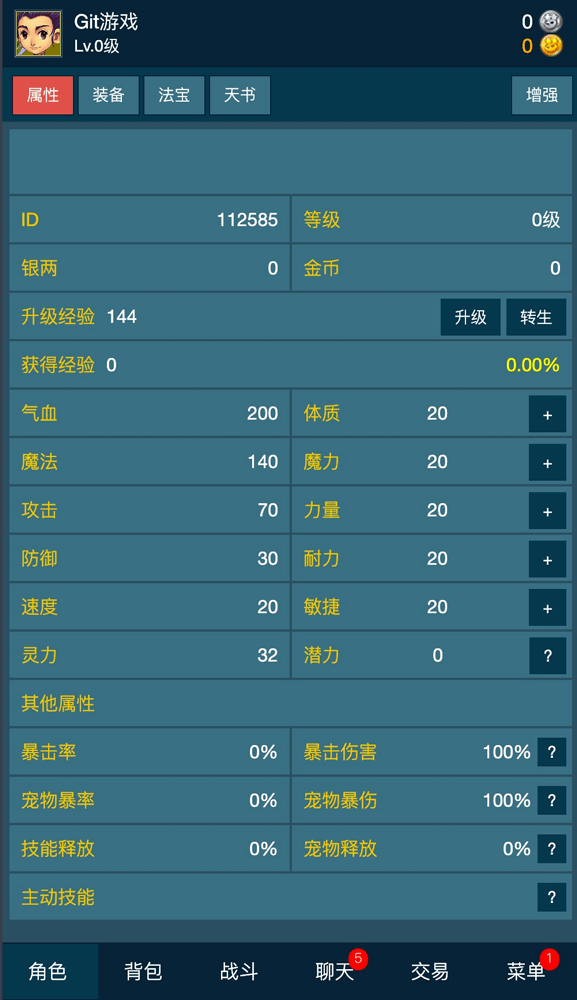 Git游戏 0
Lv.0级 0
属性 装备 法宝 天书 增强
ID 112585 等级 0级
银两 0 金币 0
升级经验 144 升级 转生
获得经验 0 0.00%
气血 200 体质 20 +
魔法 140 魔力 20 +
攻击 70 力量 20 +
防御 30 耐力 20 +
速度 20 敏捷 20 +
灵力 32 潜力 0 ?
其他属性
暴击率 0% 暴击伤害 100% ?
宠物暴率 0% 宠物暴伤 100% ?
技能释放 0% 宠物释放 0% ?
主动技能 ?
角色 背包 战斗 聊天 5 交易 菜单 1